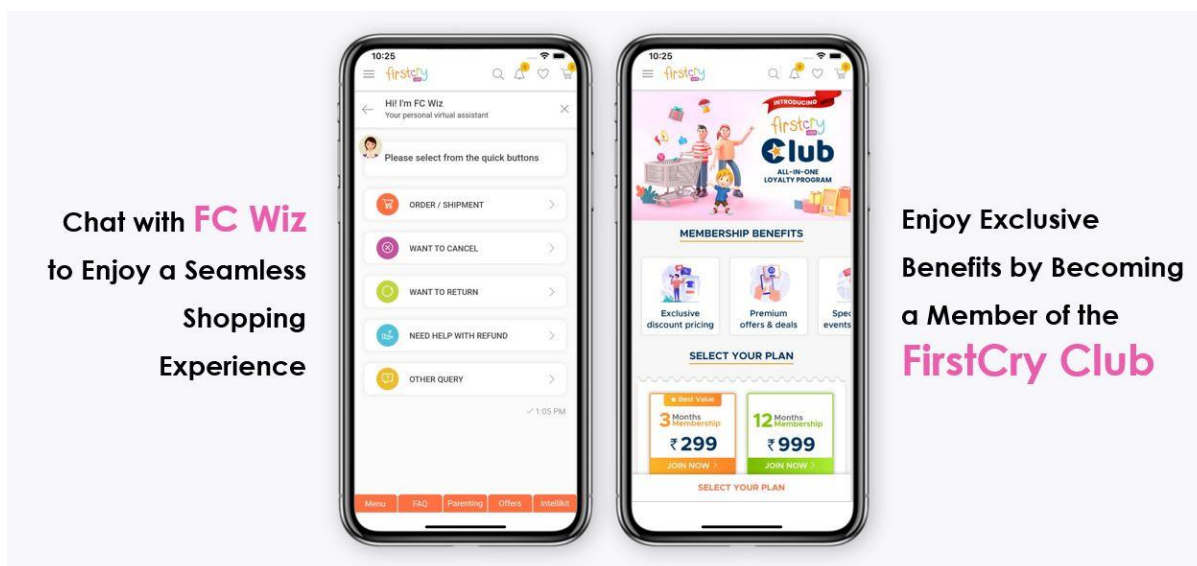 Chat with FC Wiz
to Enjoy a Seamless
Shopping
Experience
10:25
firstcry
Hi! I'm FC Wiz
Your personal virtual assistant
Please select from the quick buttons
ORDER / SHIPMENT
WANT TO CANCEL
WANT TO RETURN
NEED HELP WITH REFUND
OTHER QUERY
1:05 PM
Menu FAQ Parenting Offers Intellikit
10:25
firstcry
INTRODUCING
firstcry
Club
ALL-IN-ONE
LOYALTY PROGRAM
MEMBERSHIP BENEFITS
Exclusive
discount pricing
Premium
offers & deals
Spec
events
SELECT YOUR PLAN
Best Value
3 Months
Membership
₹299
JOIN NOW
12 Months
Membership
₹999
JOIN NOW
SELECT YOUR PLAN
Enjoy Exclusive
Benefits by Becoming
a Member of the
FirstCry Club